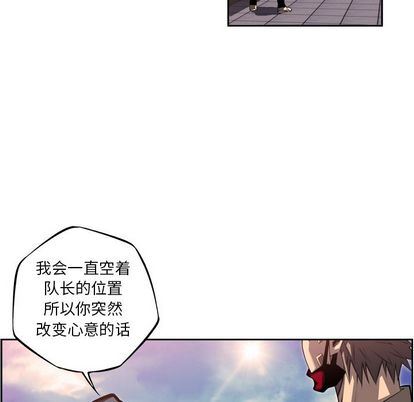 我会一直空着
队长的位置
所以你突然
改变心意的话